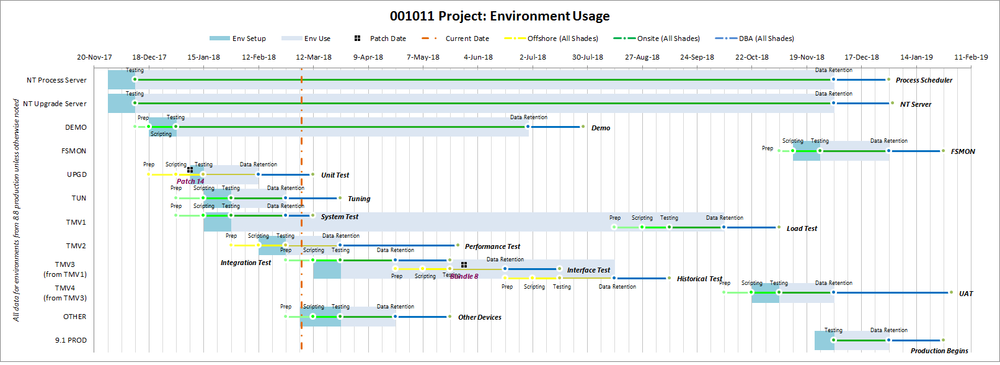 001011 Project: Environment Usage
Env Setup Env Use Patch Date Current Date Offshore (All Shades) Onsite (All Shades) DBA (All Shades)
20-Nov-17 18-Dec-17 15-Jan-18 12-Feb-18 12-Mar-18 9-Apr-18 7-May-18 4-Jun-18 2-Jul-18 30-Jul-18 27-Aug-18 24-Sep-18 22-Oct-18 19-Nov-18 17-Dec-18 14-Jan-19 11-Feb-19
All data for environments from 8.8 production unless otherwise noted
Testing Data Retention
NT Process Server Process Scheduler
Testing Data Retention
NT Upgrade Server NT Server
Prep Testing Data Retention
DEMO Demo
Scripting
Prep Scripting Testing Data Retention
FSMON FSMON
Prep Scripting Testing Data Retention
UPGD Unit Test
Patch 14
Prep Scripting Testing Data Retention
TUN Tuning
Prep Scripting Testing Data Retention
System Test
TMV1
Prep Scripting Testing Data Retention
Load Test
Prep Scripting Testing Data Retention
TMV2 Performance Test
Prep Scripting Testing Data Retention
Integration Test
TMV3
(from TMV1)
Interface Test
Prep Scripting Testing Data Retention
Bundle 8
Historical Test
Prep Scripting Testing Data Retention
TMV4
(from TMV3)
Prep Scripting Testing Data Retention
UAT
Prep Scripting Testing Data Retention
OTHER Other Devices
Testing Data Retention
9.1 PROD
Production Begins